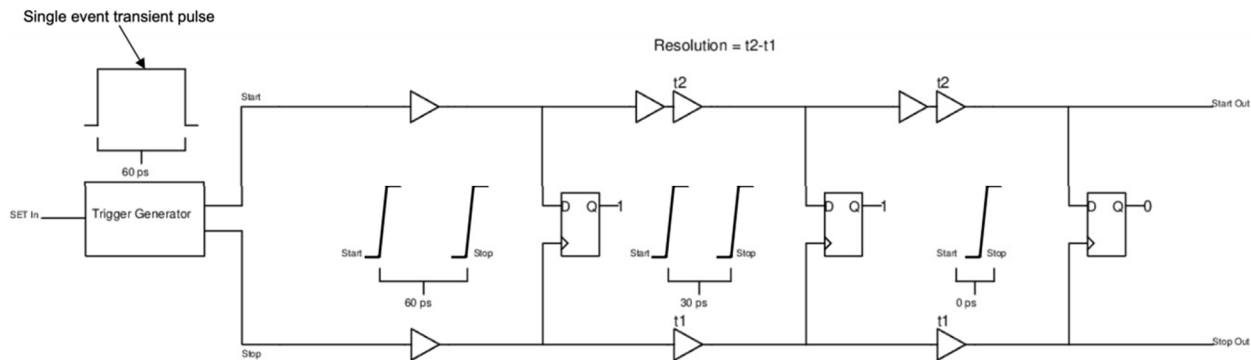 Single event transient pulse
Resolution = t2-t1
t2
t2
Start
Start Out
60 ps
SET In
Trigger Generator
D Q 1
D Q 1
D Q 0
Start Stop
Start Stop
Start Stop
60 ps
30 ps
0 ps
t1
t1
Stop
Stop Out